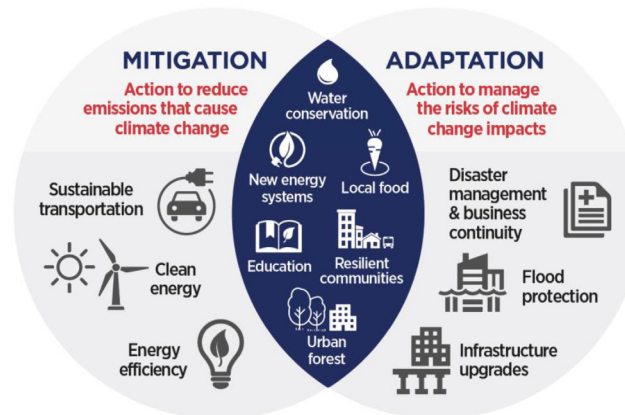 MITIGATION
Action to reduce
emissions that cause
climate change
Sustainable
transportation
Clean
energy
Energy
efficiency
Water
conservation
New energy
systems
Local food
Education
Resilient
communities
Urban
forest
ADAPTATION
Action to manage
the risks of climate
change impacts
Disaster
management
& business
continuity
Flood
protection
Infrastructure
upgrades